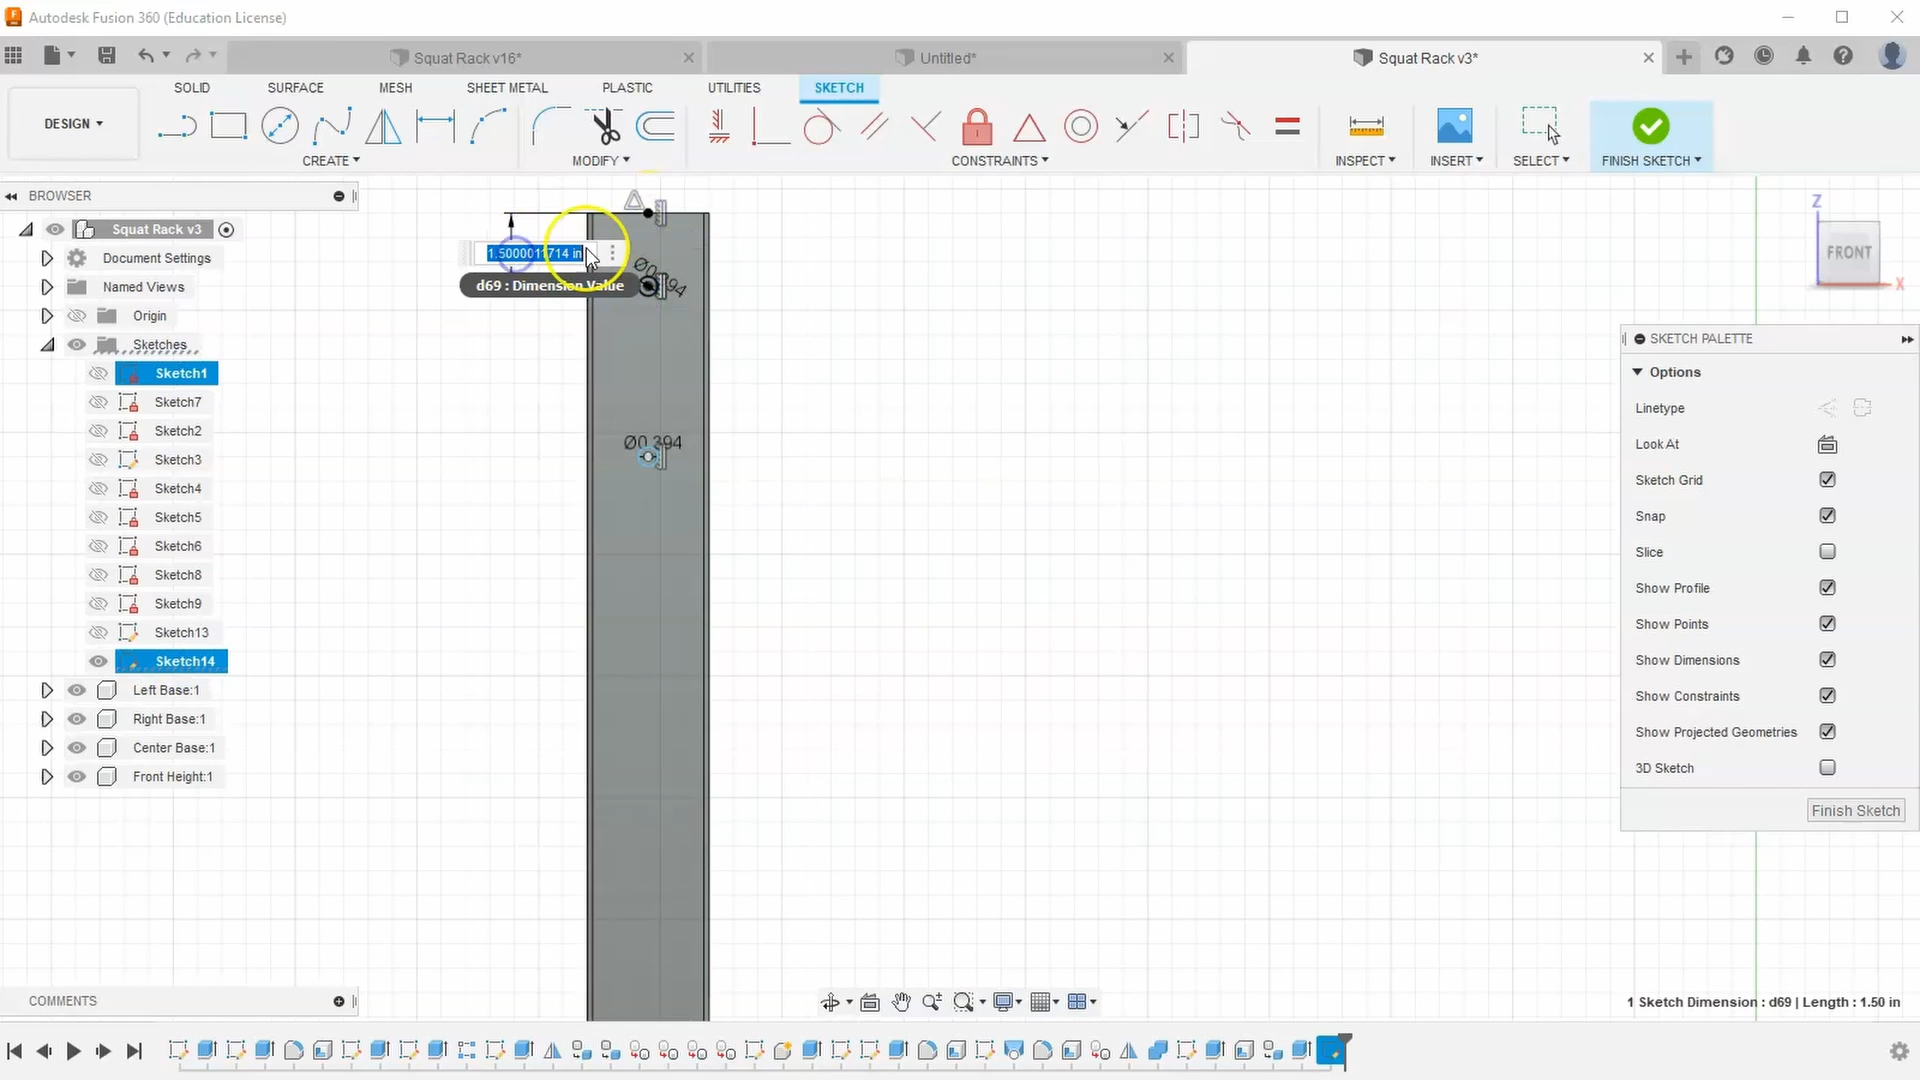 Autodesk Fusion 360 (Education License)
Squat Rack v16*
Untitled*
Squat Rack v3*
SOLID
SURFACE
MESH
SHEET METAL
PLASTIC
UTILITIES
SKETCH
DESIGN
CREATE
MODIFY
CONSTRAINTS
INSPECT
INSERT
SELECT
FINISH SKETCH
BROWSER
Squat Rack v3
Document Settings
Named Views
Origin
Sketches
Sketch1
Sketch7
Sketch2
Sketch3
Sketch4
Sketch5
Sketch6
Sketch8
Sketch9
Sketch13
Sketch14
Left Base:1
Right Base:1
Center Base:1
Front Height:1
1.5000011714 in
d69 : Dimension Value
Ø0.394
Z
FRONT
X
SKETCH PALETTE
Options
Linetype
Look At
Sketch Grid
Snap
Slice
Show Profile
Show Points
Show Dimensions
Show Constraints
Show Projected Geometries
3D Sketch
Finish Sketch
COMMENTS
1 Sketch Dimension : d69 | Length : 1.50 in